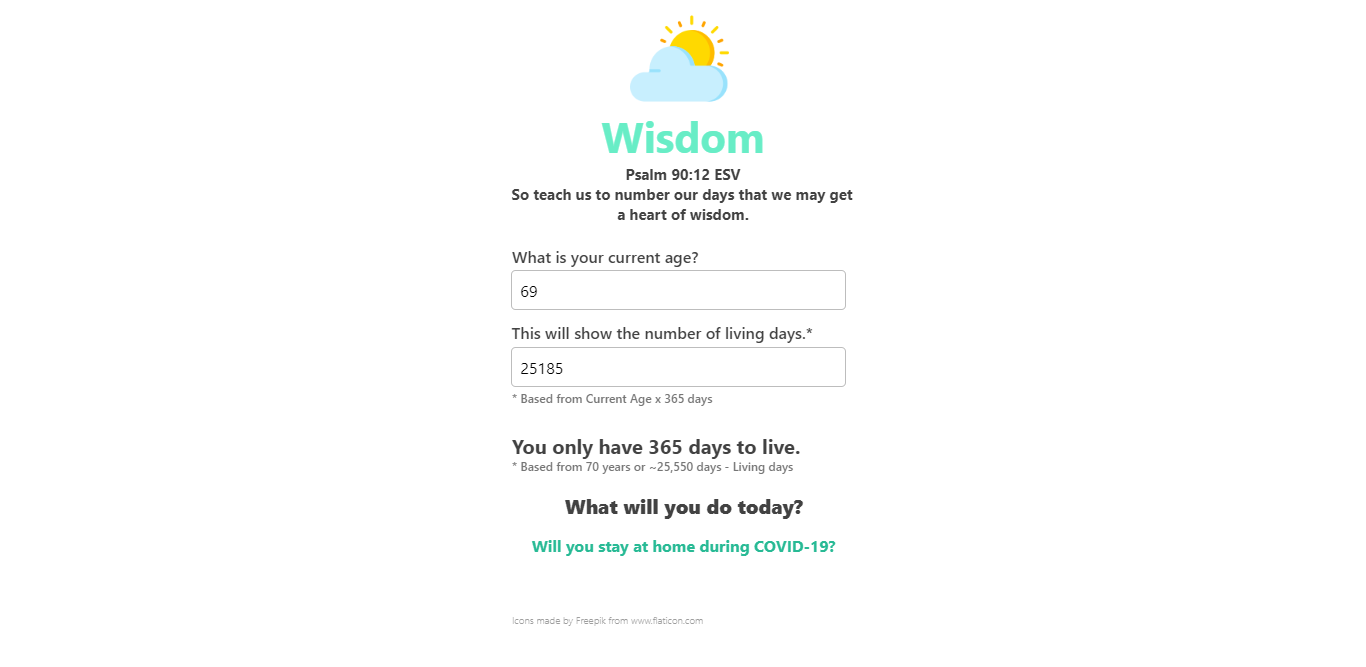 Wisdom
Psalm 90:12 ESV
So teach us to number our days that we may get
a heart of wisdom.
What is your current age?
69
This will show the number of living days.*
25185
* Based from Current Age x 365 days
You only have 365 days to live.
* Based from 70 years or ~25,550 days - Living days
What will you do today?
Will you stay at home during COVID-19?
Icons made by Freepik from www.flaticon.com